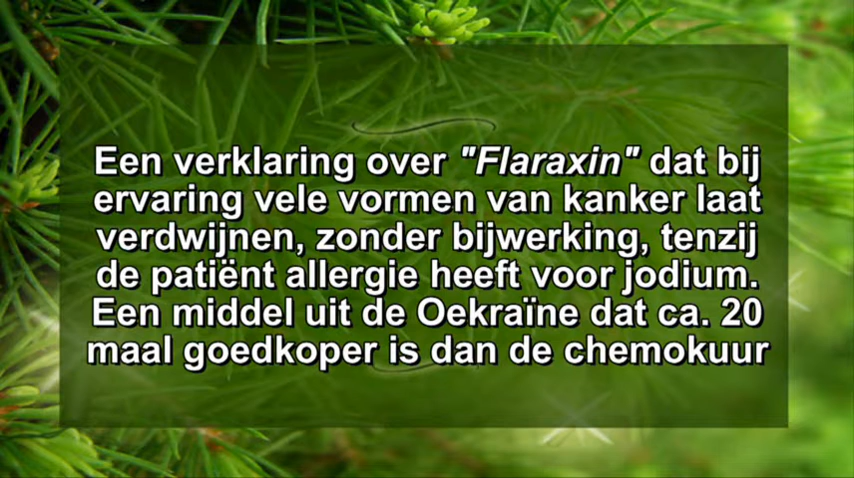 Een verklaring over "Flaraxin" dat bij
ervaring vele vormen van kanker laat
verdwijnen, zonder bijwerking, tenzij
de patiënt allergie heeft voor jodium.
Een middel uit de Oekraïne dat ca. 20
maal goedkoper is dan de chemokuur